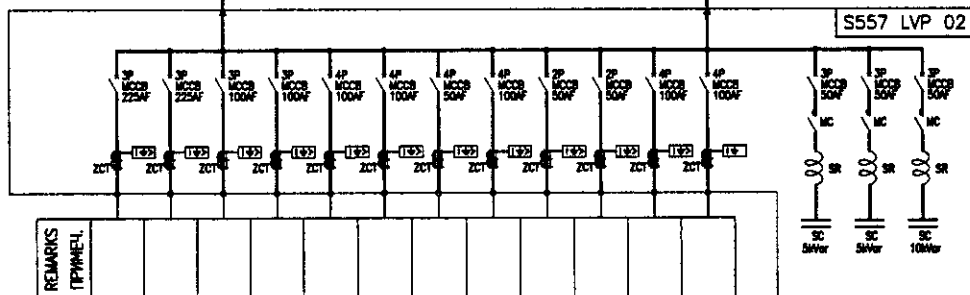 S557 LVP 02
3P 3P 3P 3P 4P 4P 4P 4P 2P 2P 4P 4P 3P 3P 3P
MCCB MCCB MCCB MCCB MCCB MCCB MCCB MCCB MCCB MCCB MCCB MCCB MCCB MCCB MCCB
225AF 225AF 100AF 100AF 100AF 100AF 50AF 100AF 50AF 50AF 100AF 100AF 50AF 50AF 50AF
MC MC MC
ZCT ZCT ZCT ZCT ZCT ZCT ZCT ZCT ZCT ZCT ZCT ZCT SR SR SR
SC SC SC
5kVar 5kVar 10kVar
REMARKS
ПРИМЕЧ.